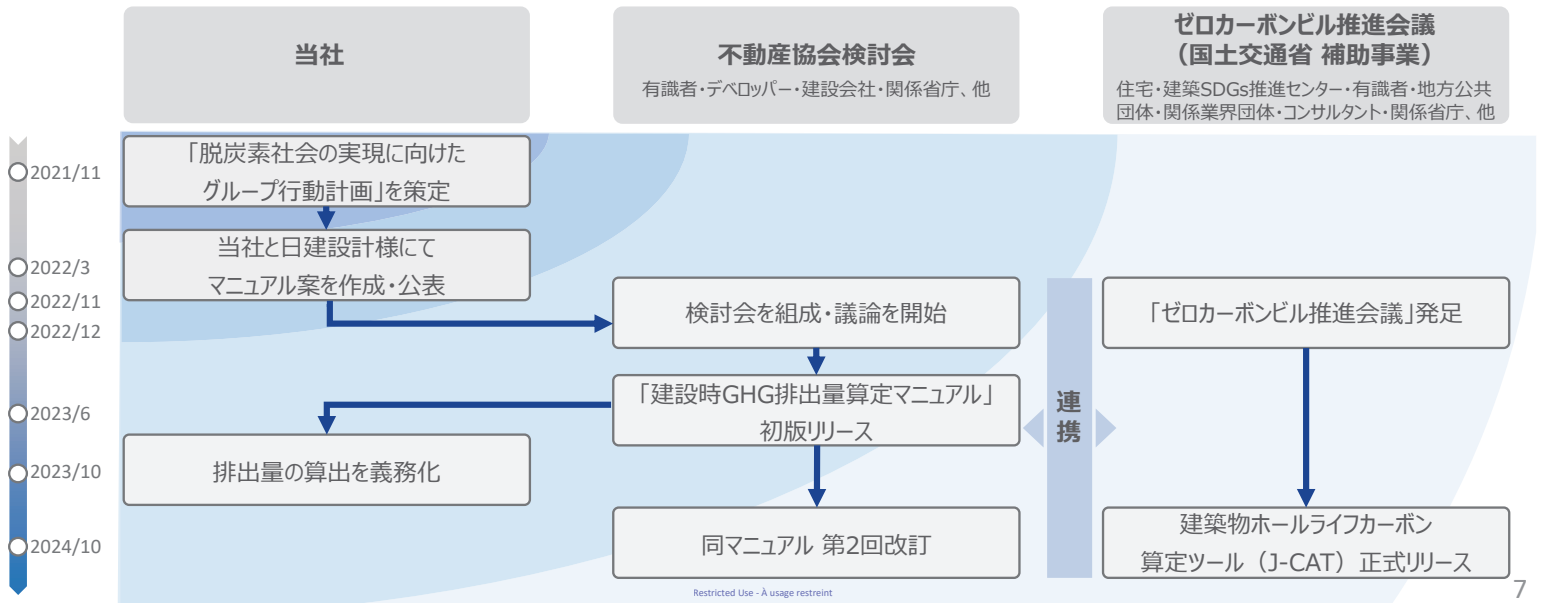 当社
不動産協会検討会
有識者・デベロッパー・建設会社・関係省庁、他
ゼロカーボンビル推進会議
（国土交通省 補助事業）
住宅・建築SDGs推進センター・有識者・地方公共
団体・関係業界団体・コンサルタント・関係省庁、他
2021/11
2022/3
2022/11
2022/12
2023/6
2023/10
2024/10
「脱炭素社会の実現に向けた
グループ行動計画」を策定
当社と日建設計様にて
マニュアル案を作成・公表
排出量の算出を義務化
検討会を組成・議論を開始
「建設時GHG排出量算定マニュアル」
初版リリース
同マニュアル 第2回改訂
連携
「ゼロカーボンビル推進会議」発足
建築物ホールライフカーボン
算定ツール（J-CAT）正式リリース
Restricted Use - À usage restreint
7